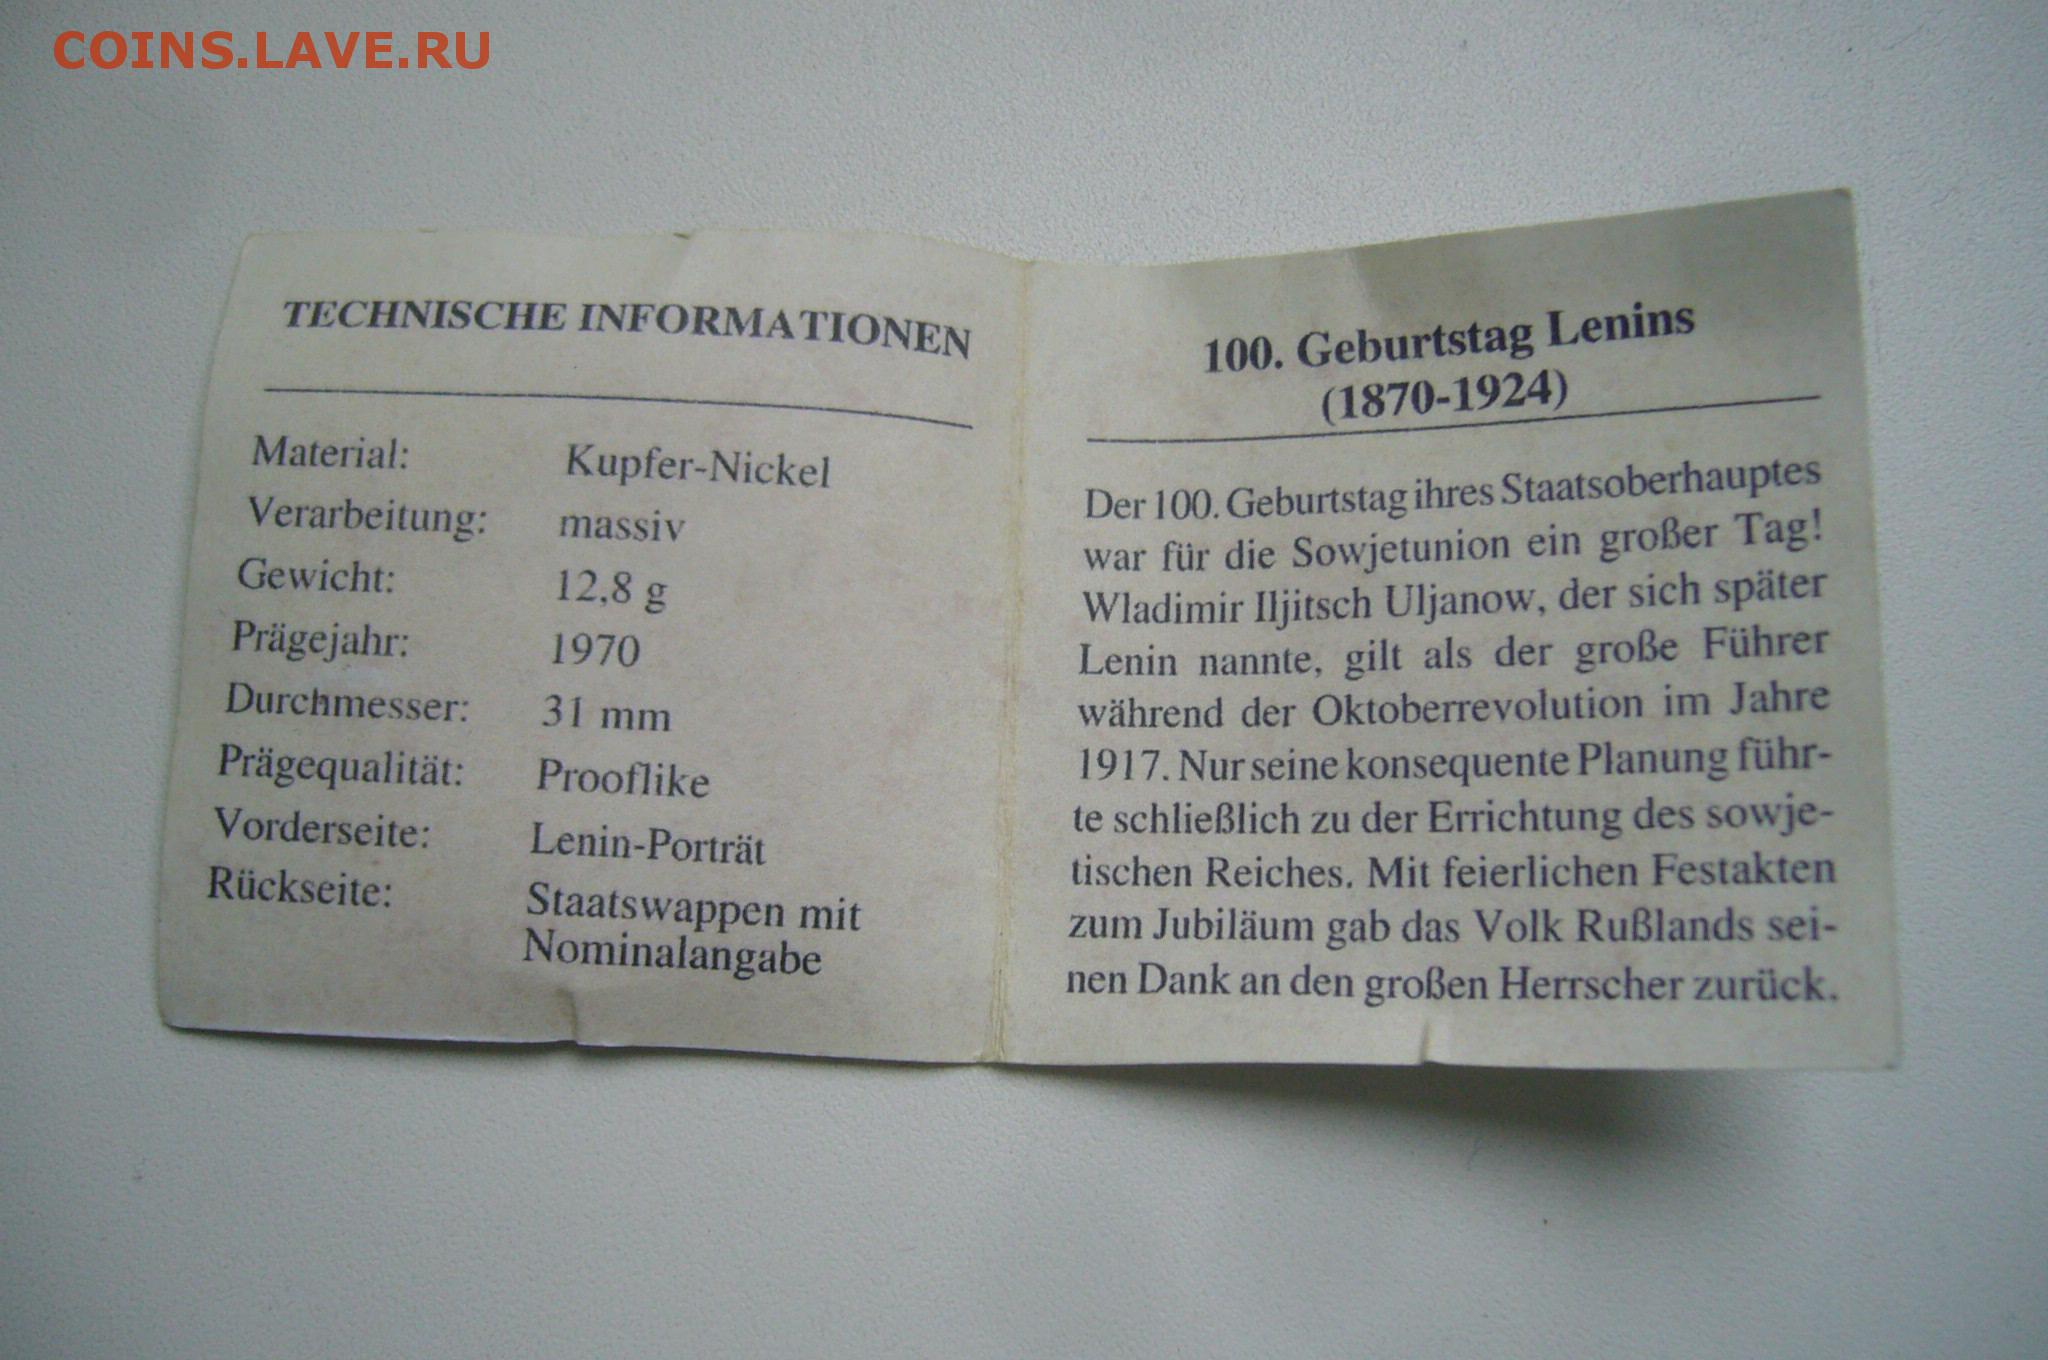 COINS.LAVE.RU
TECHNISCHE INFORMATIONEN
Material: Kupfer-Nickel
Verarbeitung: massiv
Gewicht: 12,8 g
Prägejahr: 1970
Durchmesser: 31 mm
Prägequalität: Prooflike
Vorderseite: Lenin-Porträt
Rückseite: Staatswappen mit
Nominalangabe
100. Geburtstag Lenins
(1870-1924)
Der 100. Geburtstag ihres Staatsoberhauptes
war für die Sowjetunion ein großer Tag!
Wladimir Iljitsch Uljanow, der sich später
Lenin nannte, gilt als der große Führer
während der Oktoberrevolution im Jahre
1917. Nur seine konsequente Planung führ-
te schließlich zu der Errichtung des sowje-
tischen Reiches. Mit feierlichen Festakten
zum Jubiläum gab das Volk Rußlands sei-
nen Dank an den großen Herrscher zurück.